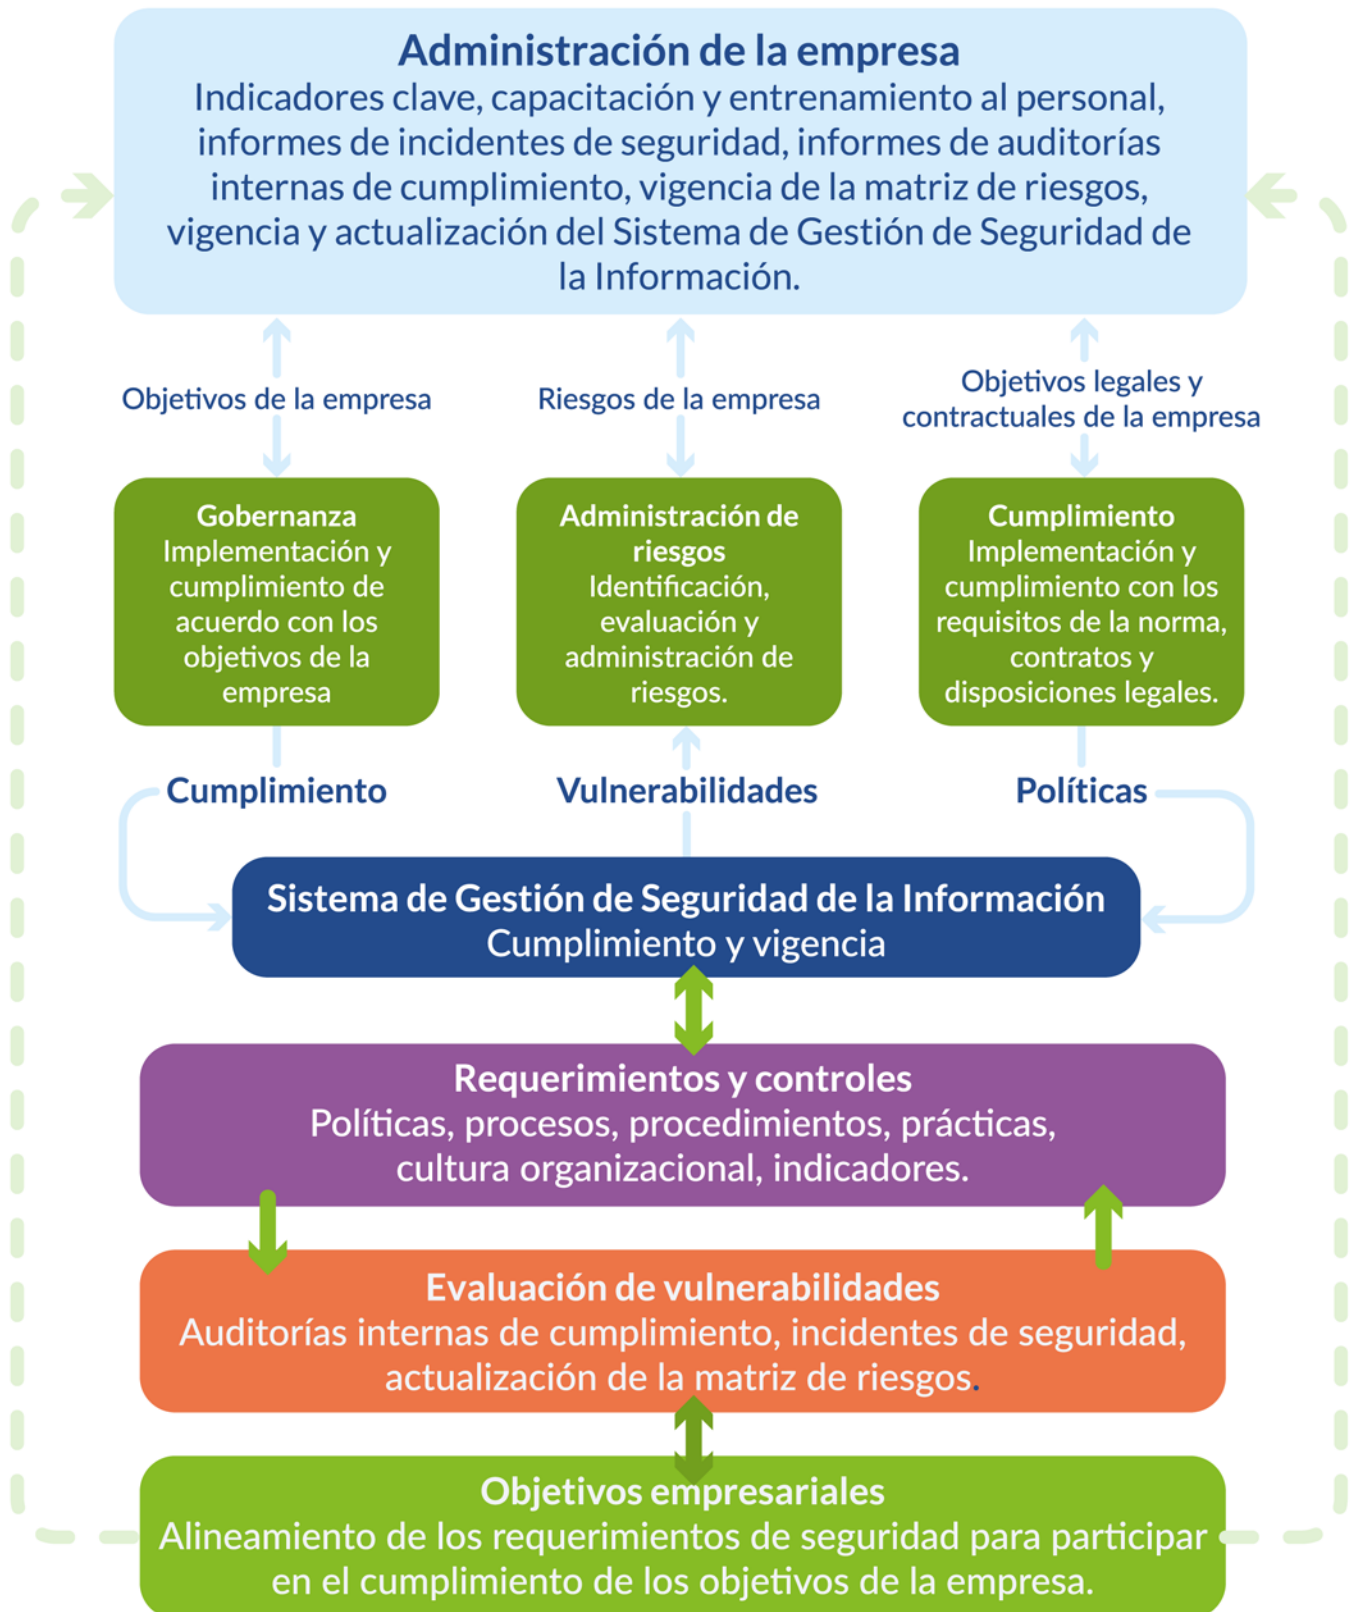 Administración de la empresa
Indicadores clave, capacitación y entrenamiento al personal,
informes de incidentes de seguridad, informes de auditorías
internas de cumplimiento, vigencia de la matriz de riesgos,
vigencia y actualización del Sistema de Gestión de Seguridad de
la Información.
Objetivos de la empresa
Riesgos de la empresa
Objetivos legales y
contractuales de la empresa
Gobernanza
Implementación y
cumplimiento de
acuerdo con los
objetivos de la
empresa
Administración de
riesgos
Identificación,
evaluación y
administración de
riesgos.
Cumplimiento
Implementación y
cumplimiento con los
requisitos de la norma,
contratos y
disposiciones legales.
Cumplimiento
Vulnerabilidades
Políticas
Sistema de Gestión de Seguridad de la Información
Cumplimiento y vigencia
Requerimientos y controles
Políticas, procesos, procedimientos, prácticas,
cultura organizacional, indicadores.
Evaluación de vulnerabilidades
Auditorías internas de cumplimiento, incidentes de seguridad,
actualización de la matriz de riesgos.
Objetivos empresariales
Alineamiento de los requerimientos de seguridad para participar
en el cumplimiento de los objetivos de la empresa.